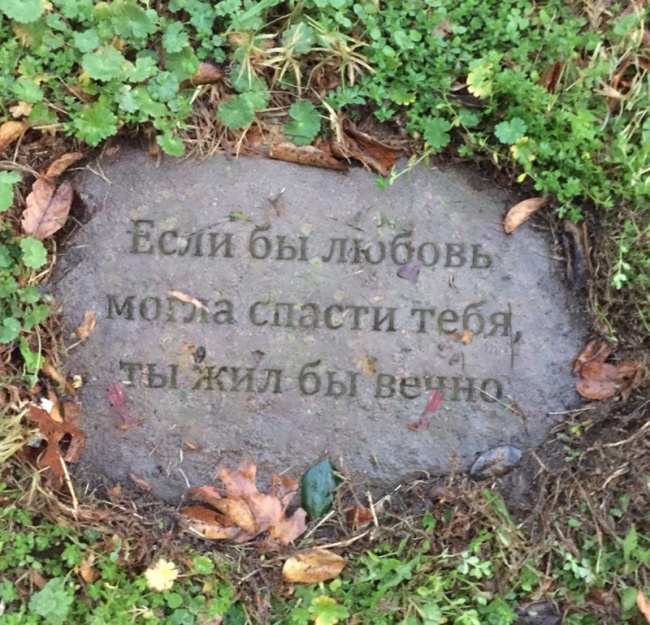 Если бы любовь
могла спасти тебя,
ты жил бы вечно